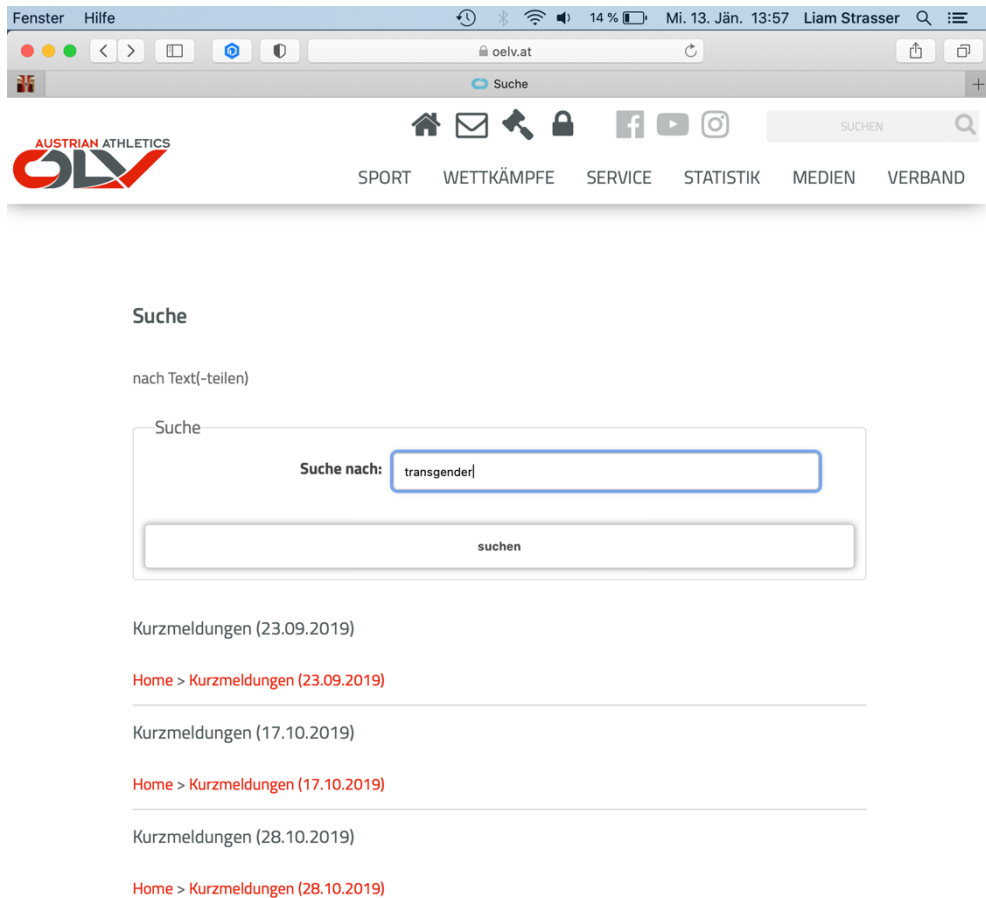 Fenster Hilfe 14 % Mi. 13. Jän. 13:57 Liam Strasser
oelv.at
Suche
AUSTRIAN ATHLETICS
ÖLV
SUCHEN
SPORT WETTKÄMPFE SERVICE STATISTIK MEDIEN VERBAND
Suche
nach Text(-teilen)
Suche
Suche nach: transgender
suchen
Kurzmeldungen (23.09.2019)
Home > Kurzmeldungen (23.09.2019)
Kurzmeldungen (17.10.2019)
Home > Kurzmeldungen (17.10.2019)
Kurzmeldungen (28.10.2019)
Home > Kurzmeldungen (28.10.2019)